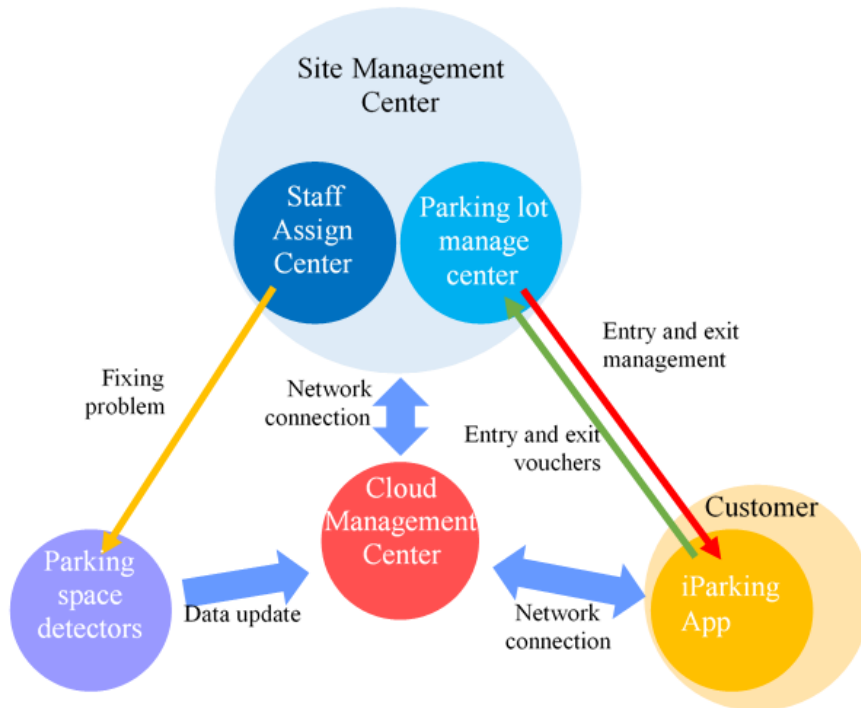 Site Management
Center
Staff
Assign
Center
Parking lot
manage
center
Fixing
problem
Network
connection
Entry and exit
management
Entry and exit
vouchers
Cloud
Management
Center
Customer
Parking
space
detectors
Data update
Network
connection
iParking
App